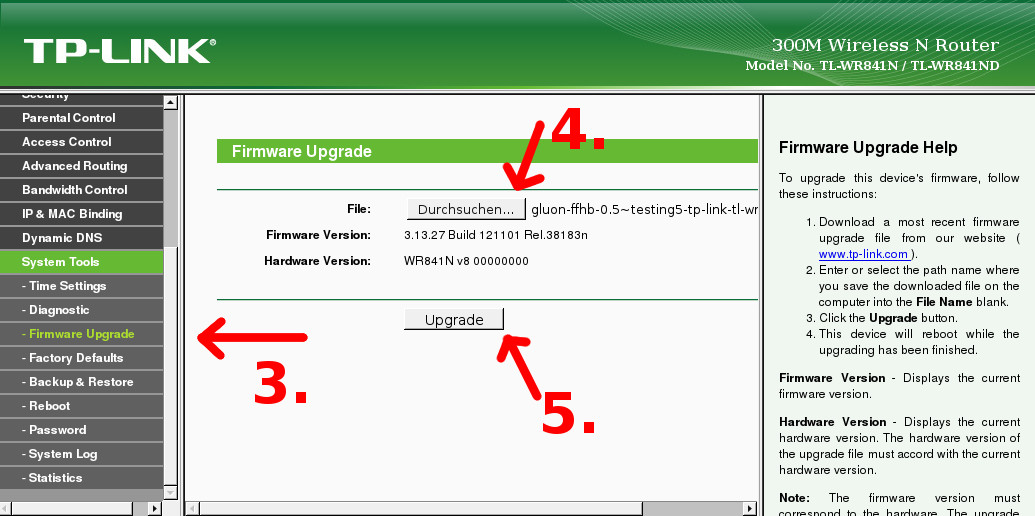 TP-LINK®
300M Wireless N Router
Model No. TL-WR841N / TL-WR841ND
Security
Parental Control
Access Control
Advanced Routing
Bandwidth Control
IP & MAC Binding
Dynamic DNS
System Tools
- Time Settings
- Diagnostic
- Firmware Upgrade
- Factory Defaults
- Backup & Restore
- Reboot
- Password
- System Log
- Statistics
3.
4.
Firmware Upgrade
File: Durchsuchen... gluon-ffhb-0.5~testing5-tp-link-tl-wr
Firmware Version: 3.13.27 Build 121101 Rel.38183n
Hardware Version: WR841N v8 00000000
Upgrade
5.
Firmware Upgrade Help
To upgrade this device's firmware, follow
these instructions:
1. Download a most recent firmware
upgrade file from our website (
www.tp-link.com ).
2. Enter or select the path name where
you save the downloaded file on the
computer into the File Name blank.
3. Click the Upgrade button.
4. This device will reboot while the
upgrading has been finished.
Firmware Version - Displays the current
firmware version.
Hardware Version - Displays the current
hardware version. The hardware version of
the upgrade file must accord with the current
hardware version.
Note: The firmware version must
correspond to the hardware. The upgrade